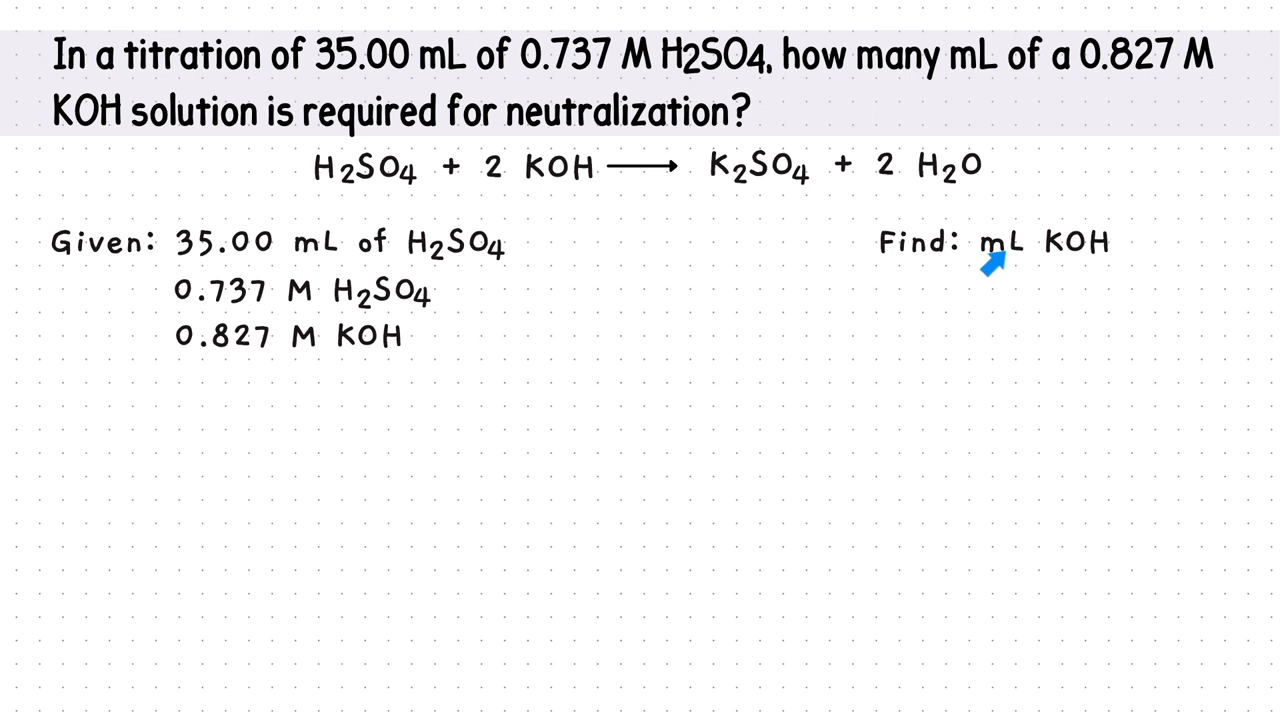 In a titration of 35.00 mL of 0.737 M H2SO4, how many mL of a 0.827 M
KOH solution is required for neutralization?
H₂SO₄ + 2 KOH ⟶ K₂SO₄ + 2 H₂O
Given: 35.00 mL of H₂SO₄ Find: mL KOH
0.737 M H₂SO₄
0.827 M KOH